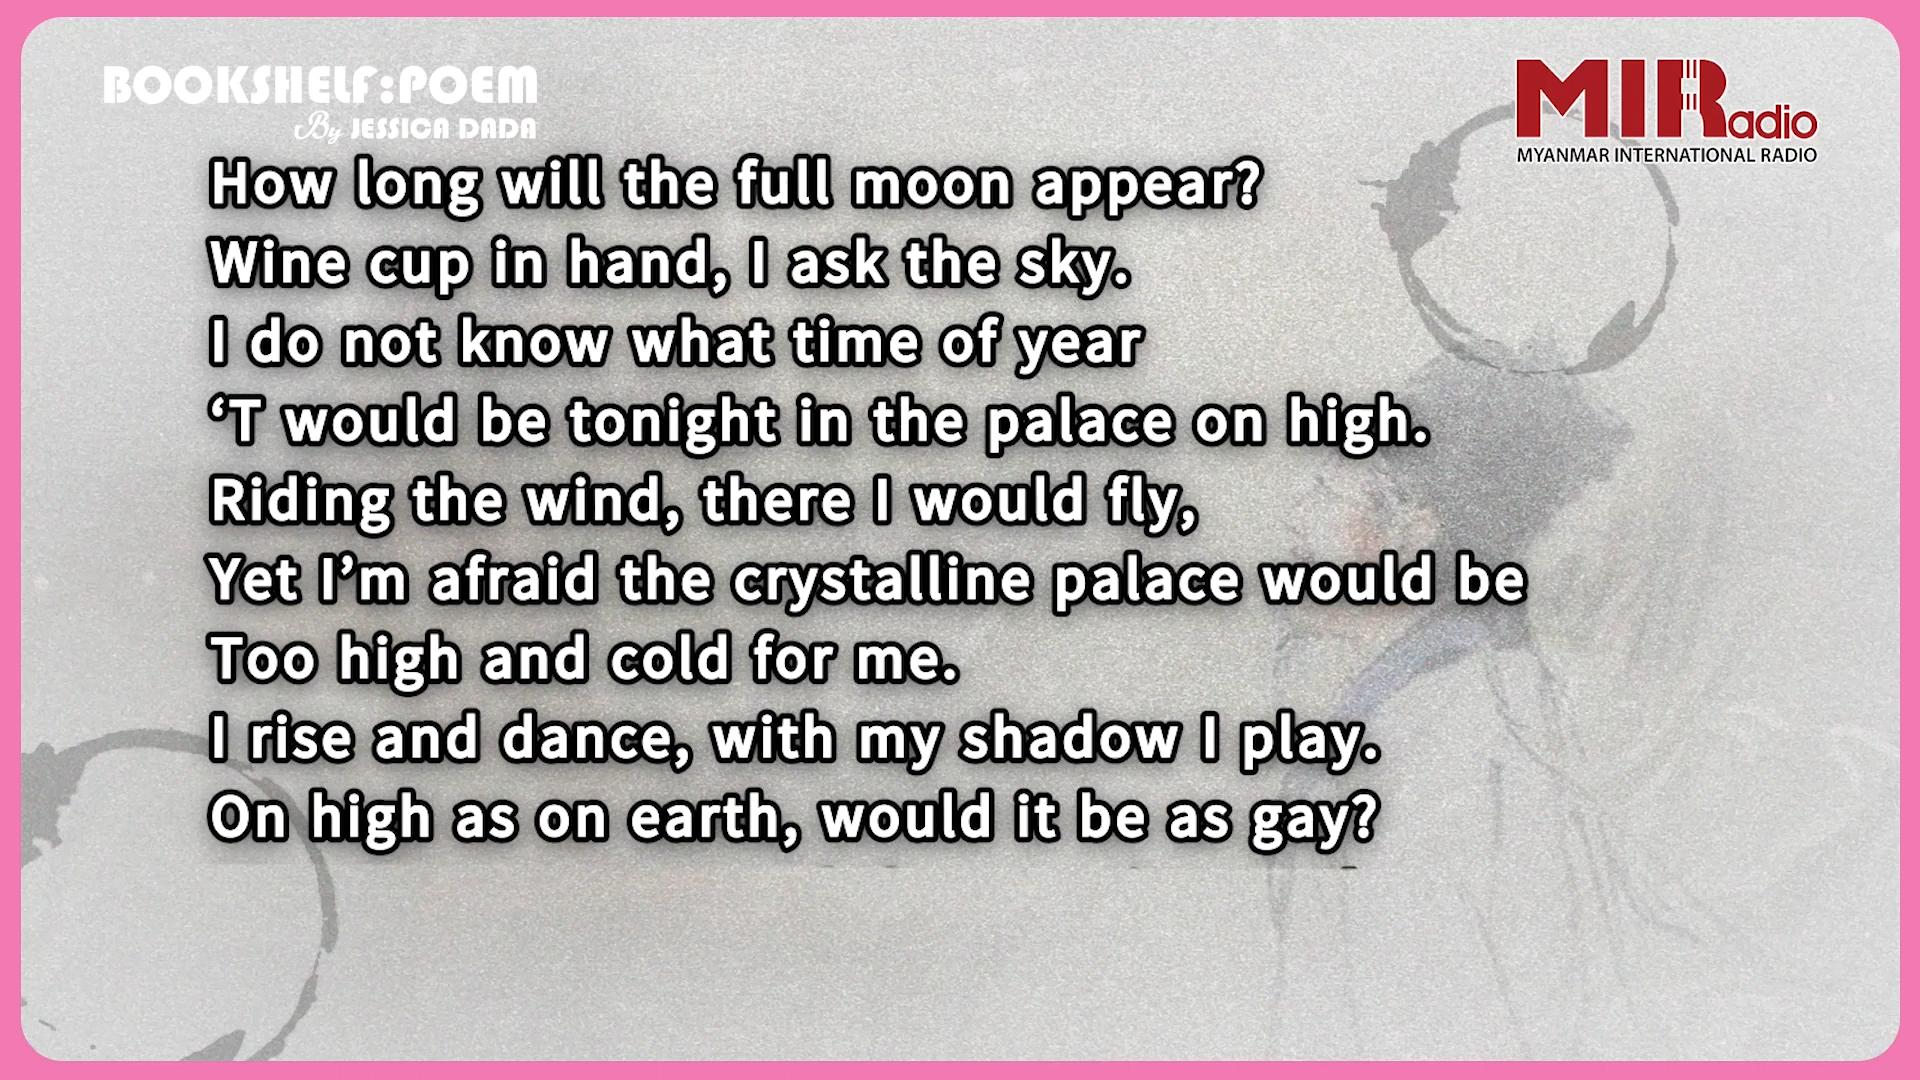 BOOKSHELF:POEM
By JESSICA DADA
MIRadio
MYANMAR INTERNATIONAL RADIO
How long will the full moon appear?
Wine cup in hand, I ask the sky.
I do not know what time of year
‘T would be tonight in the palace on high.
Riding the wind, there I would fly,
Yet I’m afraid the crystalline palace would be
Too high and cold for me.
I rise and dance, with my shadow I play.
On high as on earth, would it be as gay?